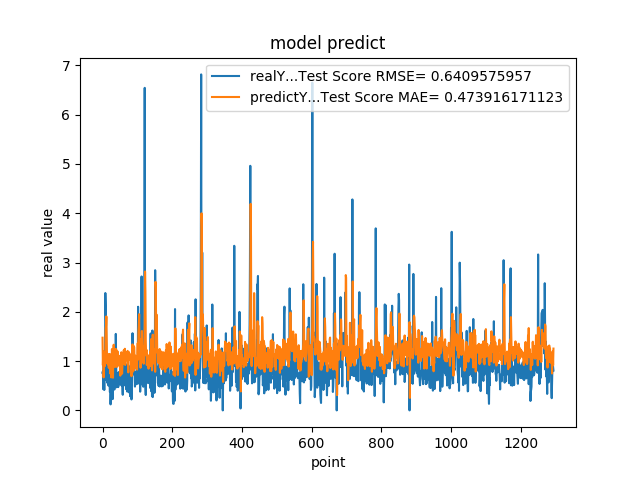 model predict
realY...Test Score RMSE= 0.6409575957
predictY...Test Score MAE= 0.473916171123
7
6
5
4
3
2
1
0
real value
0 200 400 600 800 1000 1200
point